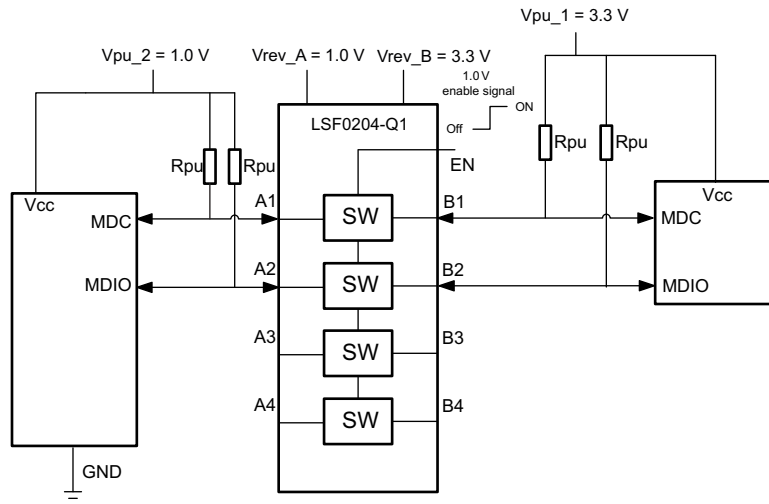 Vpu_1 = 3.3 V
Vpu_2 = 1.0 V
Vrev_A = 1.0 V
Vrev_B = 3.3 V
1.0 V
enable signal
ON
Off
LSF0204-Q1
EN
Rpu
Rpu
Rpu
Rpu
Vcc
MDC
A1
SW
B1
Vcc
MDC
MDIO
A2
SW
B2
MDIO
A3
SW
B3
A4
SW
B4
GND